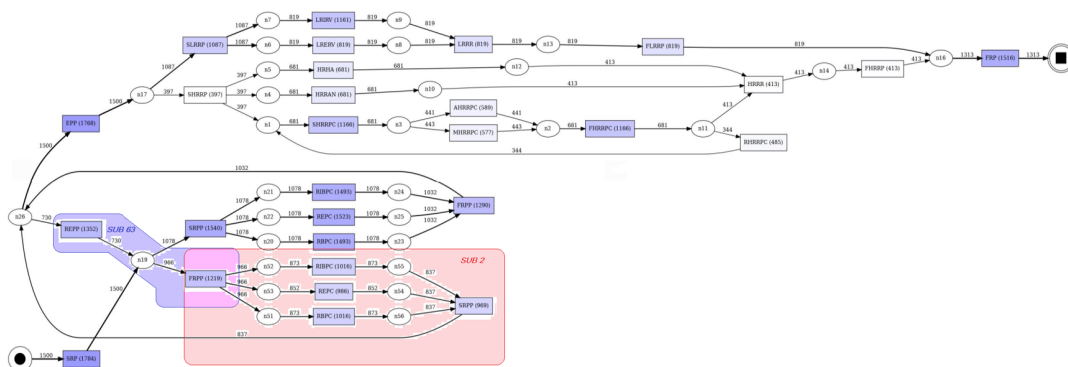 n7
819
LRIRV (1161)
819
n9
1087
819
SLRRP (1087)
1087
n6
819
LRERV (819)
819
n8
819
LRRR (819)
819
n13
819
FLRRP (819)
819
n16
1313
FRP (1516)
1313
1087
n5
681
HRHA (681)
681
n12
413
397
n17
397
SHRRP (397)
397
n4
681
HRRAN (681)
n10
413
HRRR (413)
413
n14
413
FHRRP (413)
413
1500
397
EPP (1768)
n1
681
SHRRPC (1166)
681
n3
441
AHRRPC (589)
441
443
MHRRPC (577)
443
n2
681
FHRRPC (1166)
681
n11
413
344
RHRRPC (485)
344
1500
1032
n26
730
REPP (1352)
SUB 63
730
n19
1078
SRPP (1540)
1078
n21
1078
RIBPC (1493)
1078
n24
1032
1078
n22
1078
REPC (1523)
1078
n25
1032
FRPP (1290)
1078
n20
1078
RBPC (1493)
1078
n23
1032
966
FRPP (1219)
SUB 2
966
n52
873
RIBPC (1016)
873
n55
837
966
n53
852
REPC (986)
852
n54
837
SRPP (969)
966
n51
873
RBPC (1016)
873
n56
837
837
1500
1500
SRP (1784)